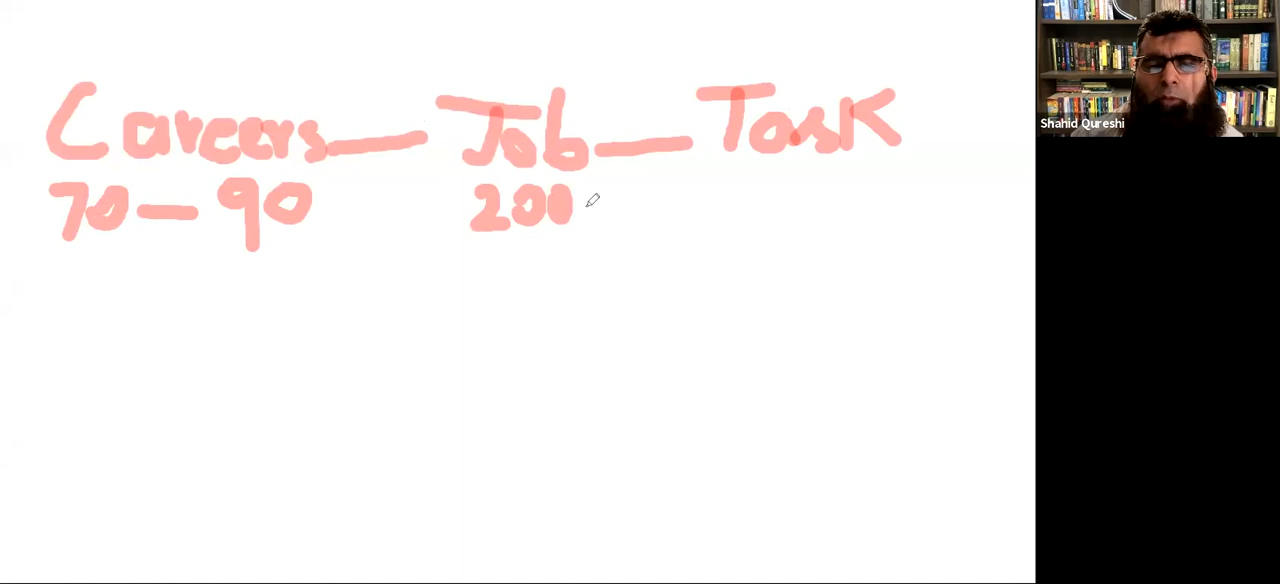 Careers — Job — Task
70 — 90 200
Shahid Qureshi